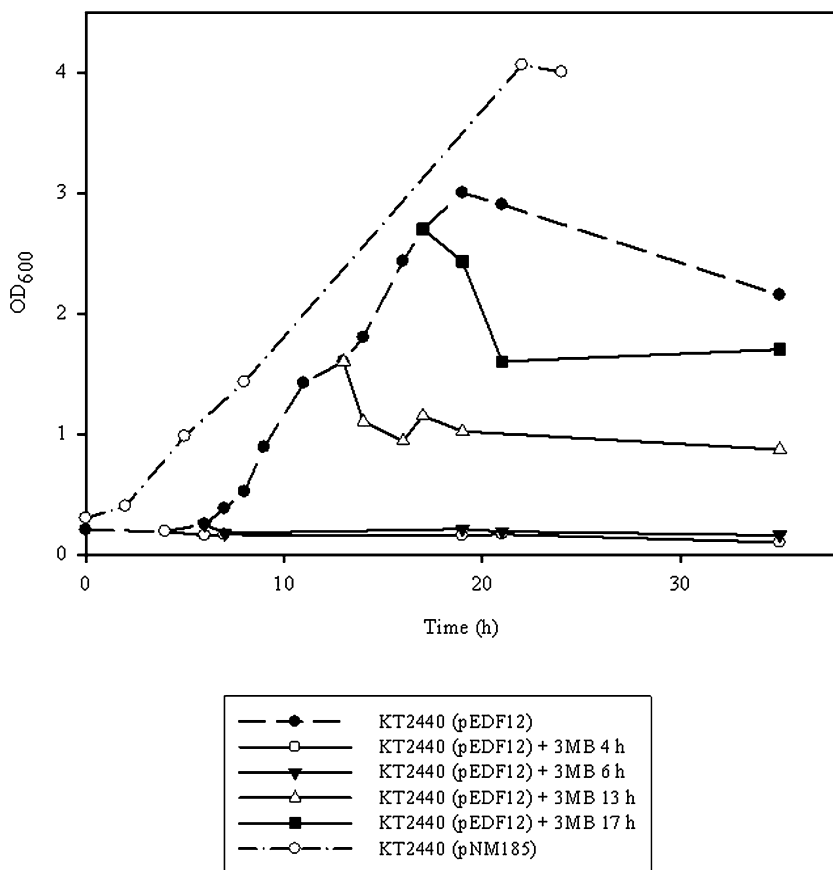 4
3
2
1
0
OD600
0 10 20 30
Time (h)
KT2440 (pEDF12)
KT2440 (pEDF12) + 3MB 4 h
KT2440 (pEDF12) + 3MB 6 h
KT2440 (pEDF12) + 3MB 13 h
KT2440 (pEDF12) + 3MB 17 h
KT2440 (pNM185)